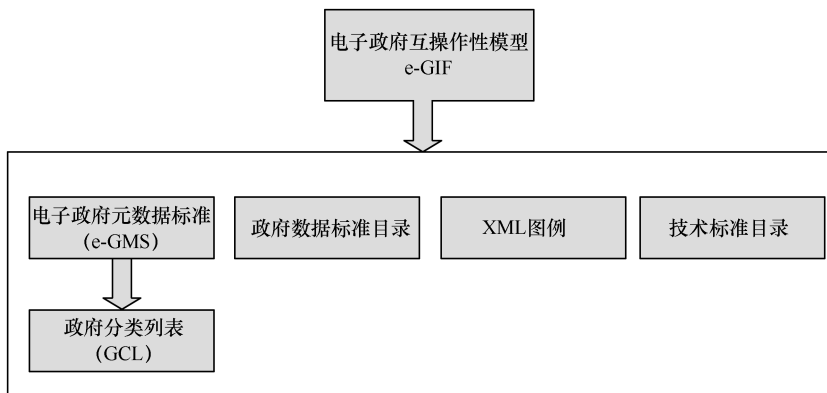 电子政府互操作性模型
e-GIF
电子政府元数据标准
(e-GMS)
政府数据标准目录
XML图例
技术标准目录
政府分类列表
(GCL)